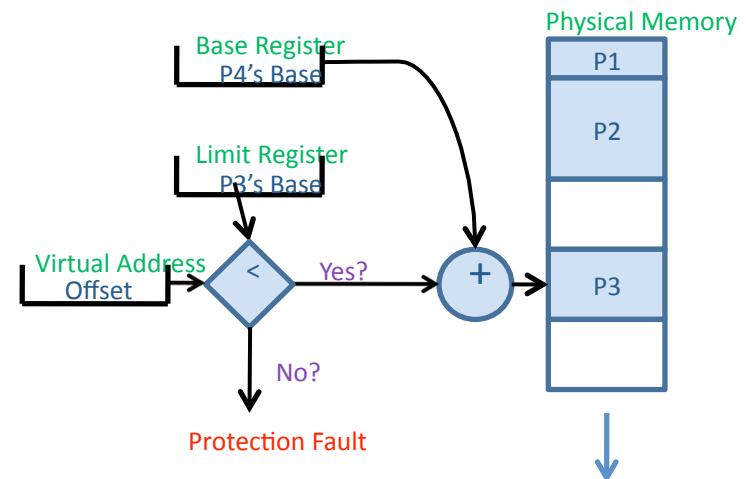 Physical Memory
Base Register
P4's Base
P1
P2
Limit Register
P3's Base
Virtual Address
Offset
<
Yes?
+
P3
No?
Protection Fault